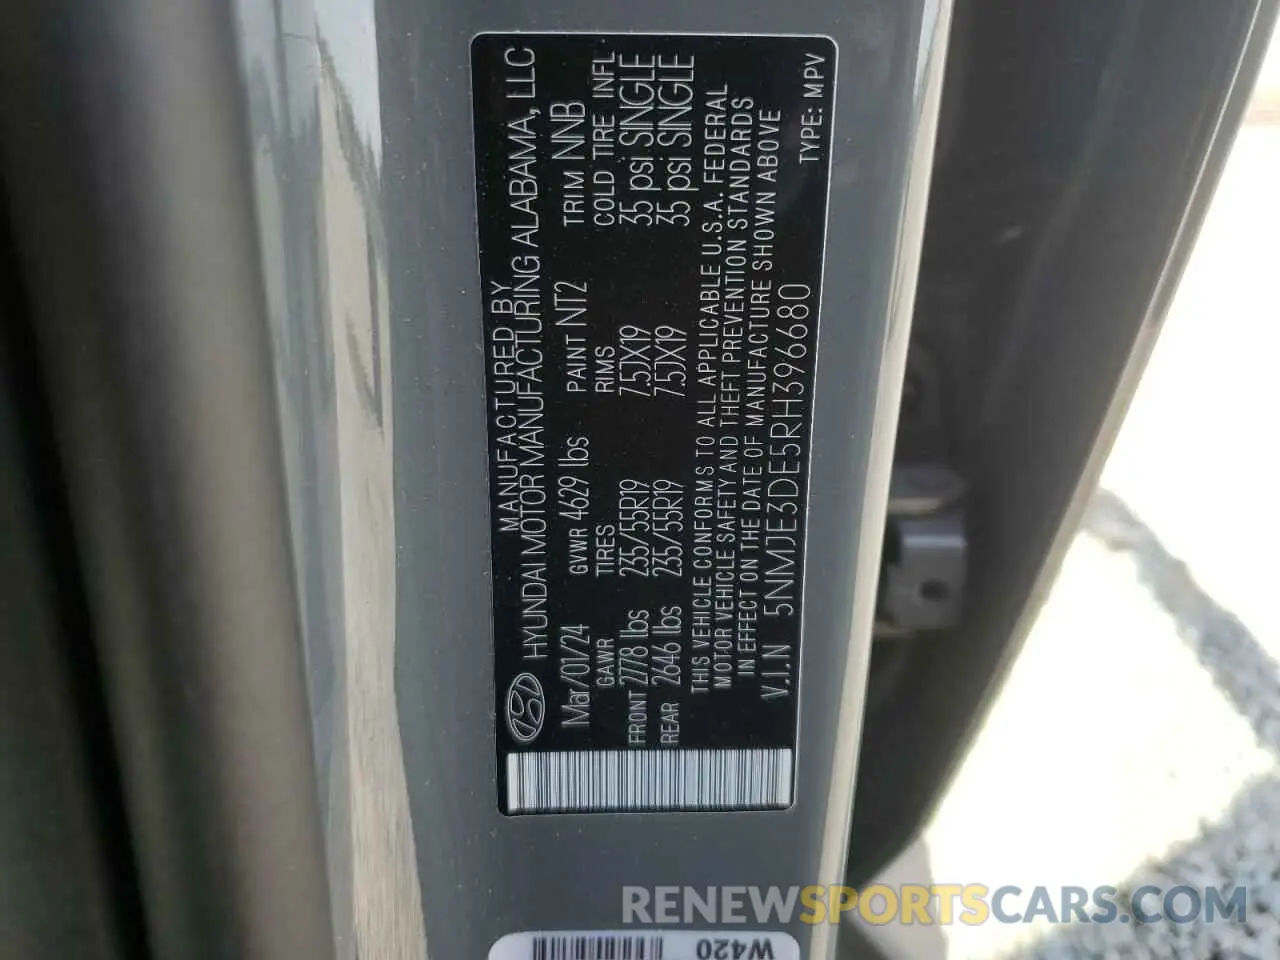 MANUFACTURED BY
HYUNDAI MOTOR MANUFACTURING ALABAMA, LLC
Mar/01/24 GVWR 4629 lbs PAINT NT2 TRIM NNB
GAWR TIRES RIMS COLD TIRE INFL
FRONT 2778 lbs 235/55R19 7.5JX19 35 psi SINGLE
REAR 2646 lbs 235/55R19 7.5JX19 35 psi SINGLE
THIS VEHICLE CONFORMS TO ALL APPLICABLE U.S.A. FEDERAL
MOTOR VEHICLE SAFETY AND THEFT PREVENTION STANDARDS
IN EFFECT ON THE DATE OF MANUFACTURE SHOWN ABOVE
V.I.N 5NMJE3DE5RH396680 TYPE: MPV
W420
RENEWSPORTSCARS.COM